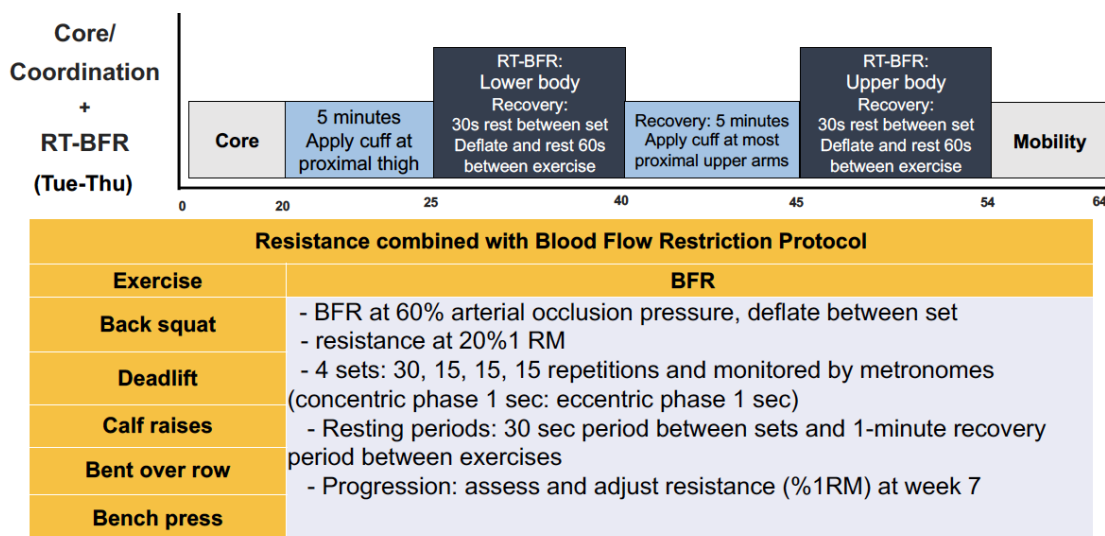 Core/
Coordination
+
RT-BFR
(Tue-Thu)
Core
5 minutes
Apply cuff at
proximal thigh
RT-BFR:
Lower body
Recovery:
30s rest between set
Deflate and rest 60s
between exercise
Recovery: 5 minutes
Apply cuff at most
proximal upper arms
RT-BFR:
Upper body
Recovery:
30s rest between set
Deflate and rest 60s
between exercise
Mobility
0
20
25
40
45
54
64
Resistance combined with Blood Flow Restriction Protocol
Exercise
BFR
Back squat
Deadlift
Calf raises
Bent over row
Bench press
- BFR at 60% arterial occlusion pressure, deflate between set
- resistance at 20%1 RM
- 4 sets: 30, 15, 15, 15 repetitions and monitored by metronomes
(concentric phase 1 sec: eccentric phase 1 sec)
- Resting periods: 30 sec period between sets and 1-minute recovery
period between exercises
- Progression: assess and adjust resistance (%1RM) at week 7